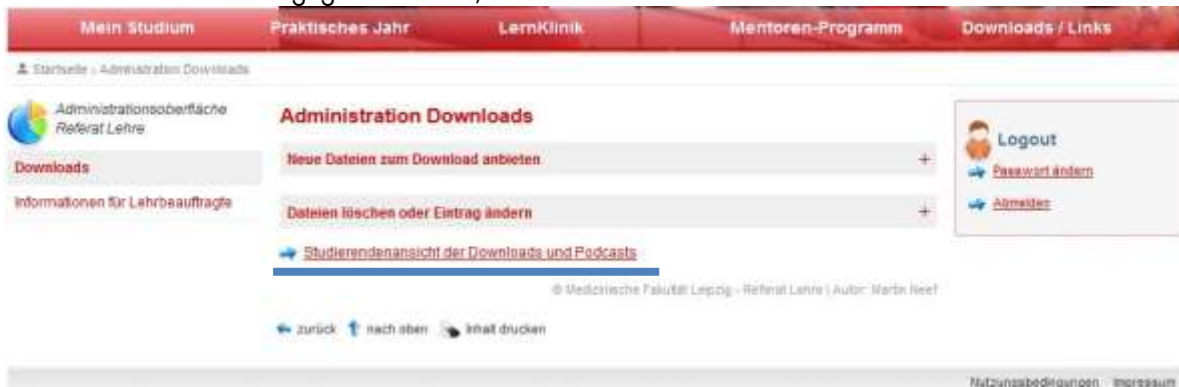 Mein Studium Praktisches Jahr LernKlinik Mentoren-Programm Downloads / Links
Startseite › Administration Downloads
Administrationsoberfläche
Referat Lehre
Downloads
Informationen für Lehrbeauftragte
Administration Downloads
Neue Dateien zum Download anbieten +
Dateien löschen oder Eintrag ändern +
Studierendenansicht der Downloads und Podcasts
© Medizinische Fakultät Leipzig - Referat Lehre | Autor: Martin Neef
zurück nach oben Inhalt drucken
Logout
Passwort ändern
Abmelden
Nutzungsbedingungen Impressum